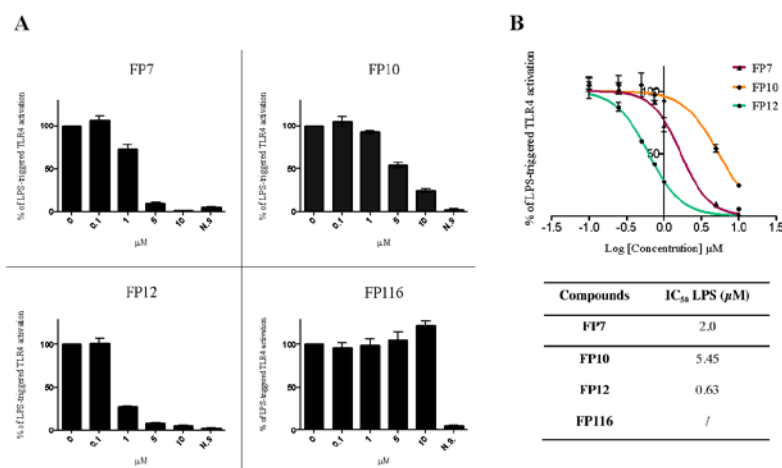 A
FP7
% of LPS-triggered TLR4 activation
100
50
0
0
0.1
1
5
10
N.S
µM
FP10
% of LPS-triggered TLR4 activation
100
50
0
0
0.1
1
5
10
N.S
µM
FP12
% of LPS-triggered TLR4 activation
100
50
0
0
0.1
1
5
10
N.S
µM
FP116
% of LPS-triggered TLR4 activation
100
50
0
0
0.1
1
5
10
N.S.
µM
B
% of LPS-triggered TLR4 activation
100
50
FP7
FP10
FP12
-1.5 -1.0 -0.5 0.0 0.5 1.0 1.5
Log [Concentration] µM
Compounds IC50 LPS (µM)
FP7 2.0
FP10 5.45
FP12 0.63
FP116 /